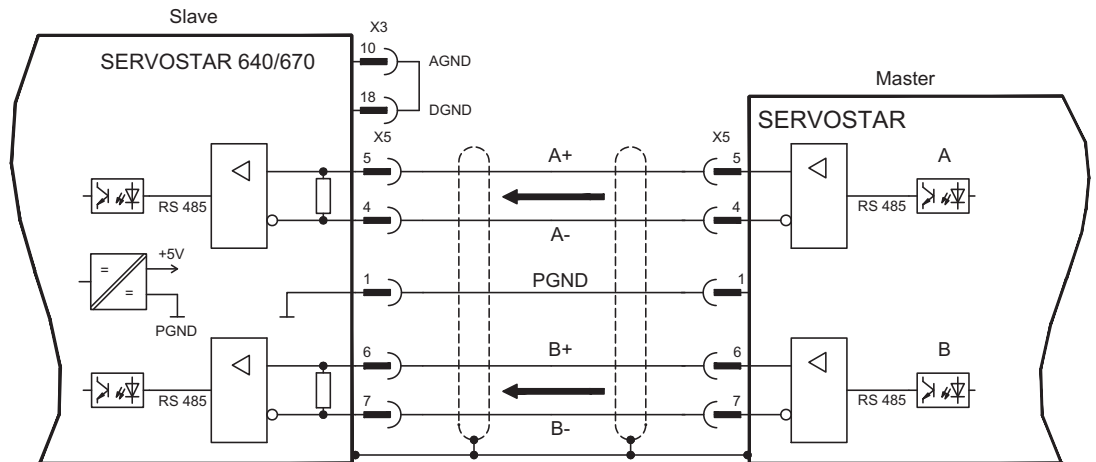 Slave
X3
SERVOSTAR 640/670
10
AGND
18
DGND
Master
SERVOSTAR
X5
X5
5
A+
5
A
RS 485
RS 485
4
A-
4
+5V
=
=
1
PGND
1
PGND
6
B+
6
B
RS 485
RS 485
7
B-
7